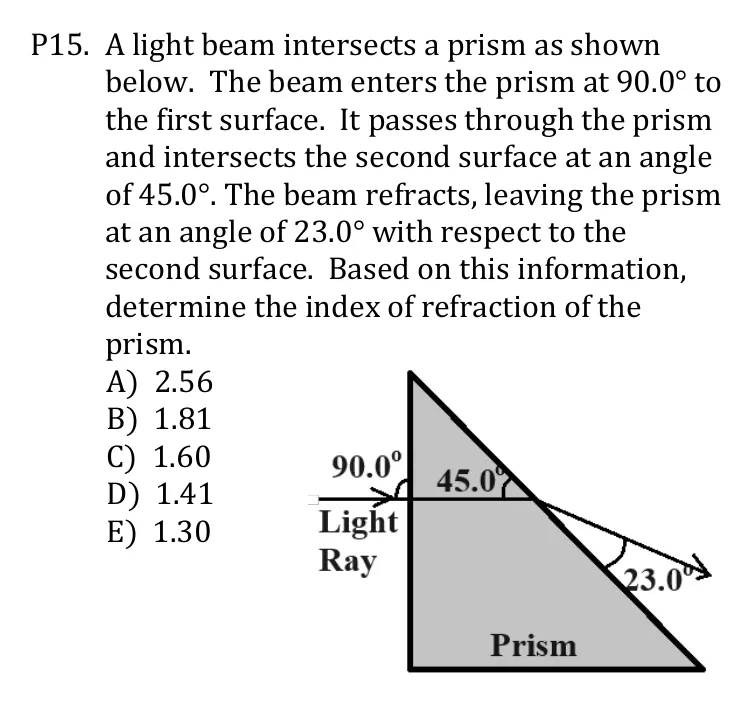 P15. A light beam intersects a prism as shown
below. The beam enters the prism at 90.0° to
the first surface. It passes through the prism
and intersects the second surface at an angle
of 45.0°. The beam refracts, leaving the prism
at an angle of 23.0° with respect to the
second surface. Based on this information,
determine the index of refraction of the
prism.
A) 2.56
B) 1.81
C) 1.60
D) 1.41
E) 1.30
90.0°
45.0°
Light
Ray
23.0°
Prism